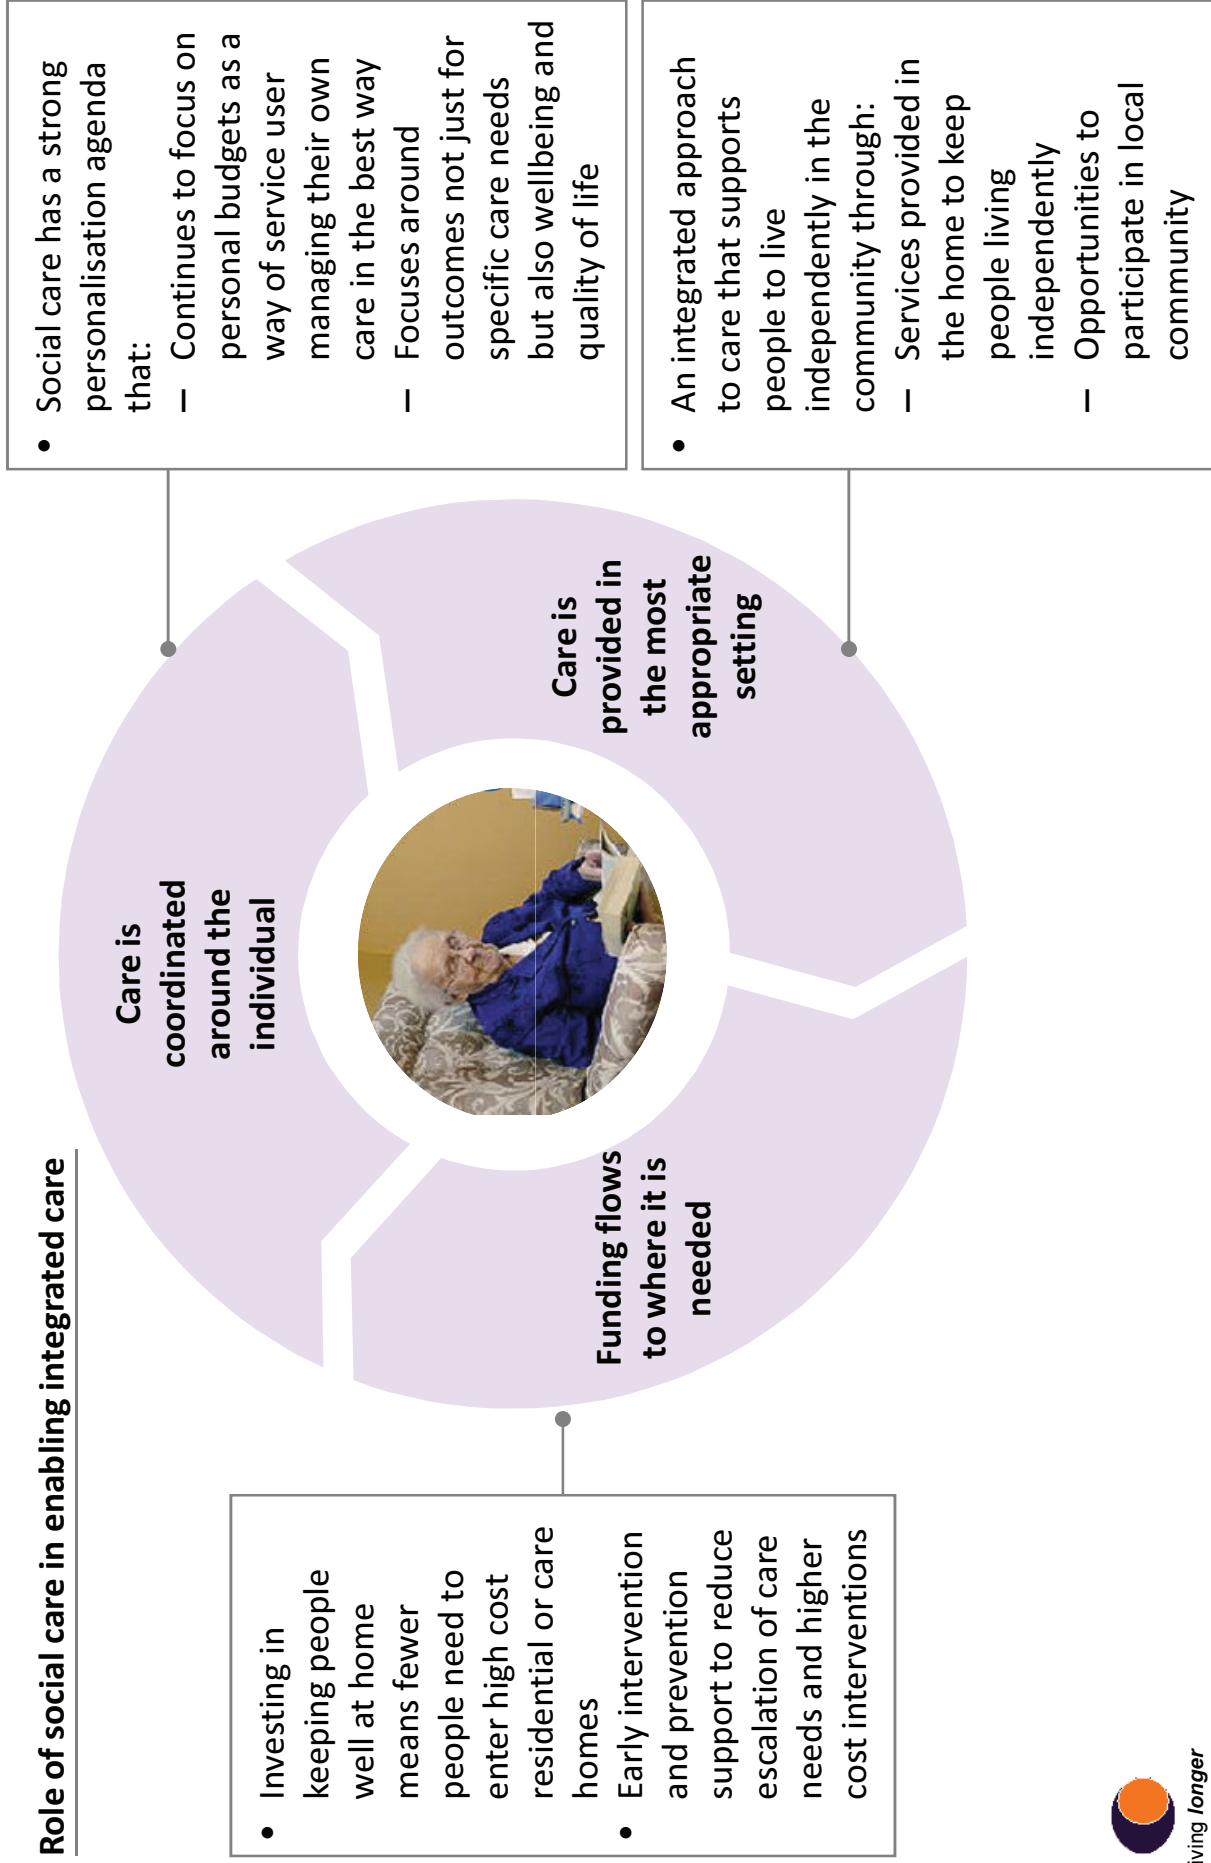 Role of social care in enabling integrated care
Care is
coordinated
around the
individual
• Social care has a strong
personalisation agenda
that:
– Continues to focus on
personal budgets as a
way of service user
managing their own
care in the best way
– Focuses around
outcomes not just for
specific care needs
but also wellbeing and
quality of life
Care is
provided in
the most
appropriate
setting
• An integrated approach
to care that supports
people to live
independently in the
community through:
– Services provided in
the home to keep
people living
independently
– Opportunities to
participate in local
community
Funding flows
to where it is
needed
• Investing in
keeping people
well at home
means fewer
people need to
enter high cost
residential or care
homes
• Early intervention
and prevention
support to reduce
escalation of care
needs and higher
cost interventions
iving longer